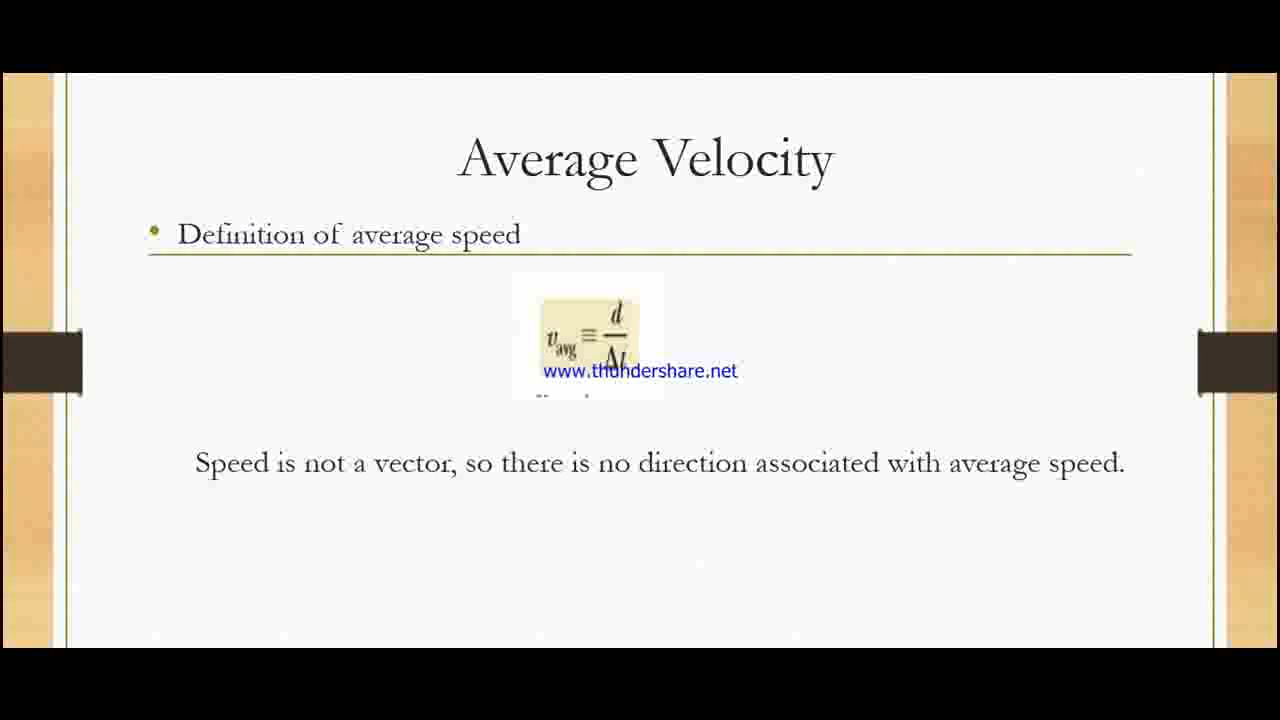 Average Velocity
• Definition of average speed
v_avg ≡ d/Δt
www.thundershare.net
Speed is not a vector, so there is no direction associated with average speed.